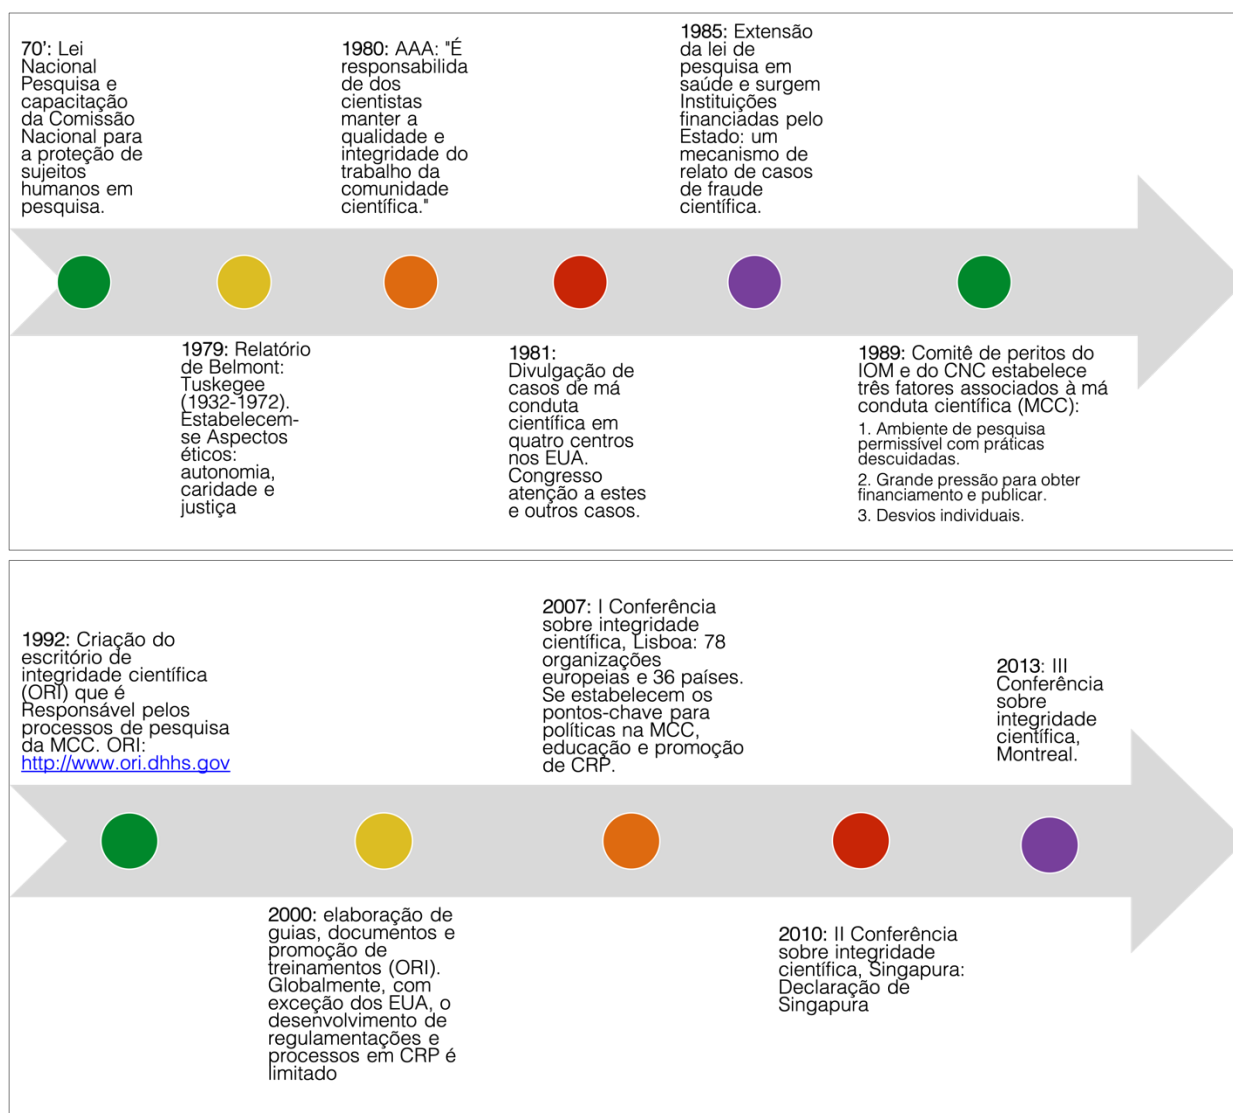 70’: Lei
Nacional
Pesquisa e
capacitação
da Comissão
Nacional para
a proteção de
sujeitos
humanos em
pesquisa.
1979: Relatório
de Belmont:
Tuskegee
(1932-1972).
Estabelecem-
se Aspectos
éticos:
autonomia,
caridade e
justiça
1980: AAA: "É
responsabilida
de dos
cientistas
manter a
qualidade e
integridade do
trabalho da
comunidade
científica."
1981:
Divulgação de
casos de má
conduta
científica em
quatro centros
nos EUA.
Congresso
atenção a estes
e outros casos.
1985: Extensão
da lei de
pesquisa em
saúde e surgem
Instituições
financiadas pelo
Estado: um
mecanismo de
relato de casos
de fraude
científica.
1989: Comitê de peritos do
IOM e do CNC estabelece
três fatores associados à má
conduta científica (MCC):
1. Ambiente de pesquisa
permissível com práticas
descuidadas.
2. Grande pressão para obter
financiamento e publicar.
3. Desvios individuais.
1992: Criação do
escritório de
integridade científica
(ORI) que é
Responsável pelos
processos de pesquisa
da MCC. ORI:
http://www.ori.dhhs.gov
2000: elaboração de
guias, documentos e
promoção de
treinamentos (ORI).
Globalmente, com
exceção dos EUA, o
desenvolvimento de
regulamentações e
processos em CRP é
limitado
2007: I Conferência
sobre integridade
científica, Lisboa: 78
organizações
europeias e 36 países.
Se estabelecem os
pontos-chave para
políticas na MCC,
educação e promoção
de CRP.
2010: II Conferência
sobre integridade
científica, Singapura:
Declaração de
Singapura
2013: III
Conferência
sobre
integridade
científica,
Montreal.